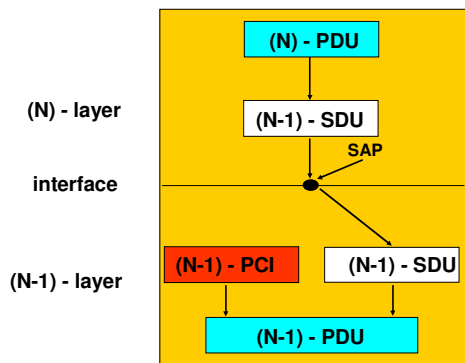 (N) - PDU
(N) - layer
(N-1) - SDU
SAP
interface
(N-1) - layer
(N-1) - PCI
(N-1) - SDU
(N-1) - PDU